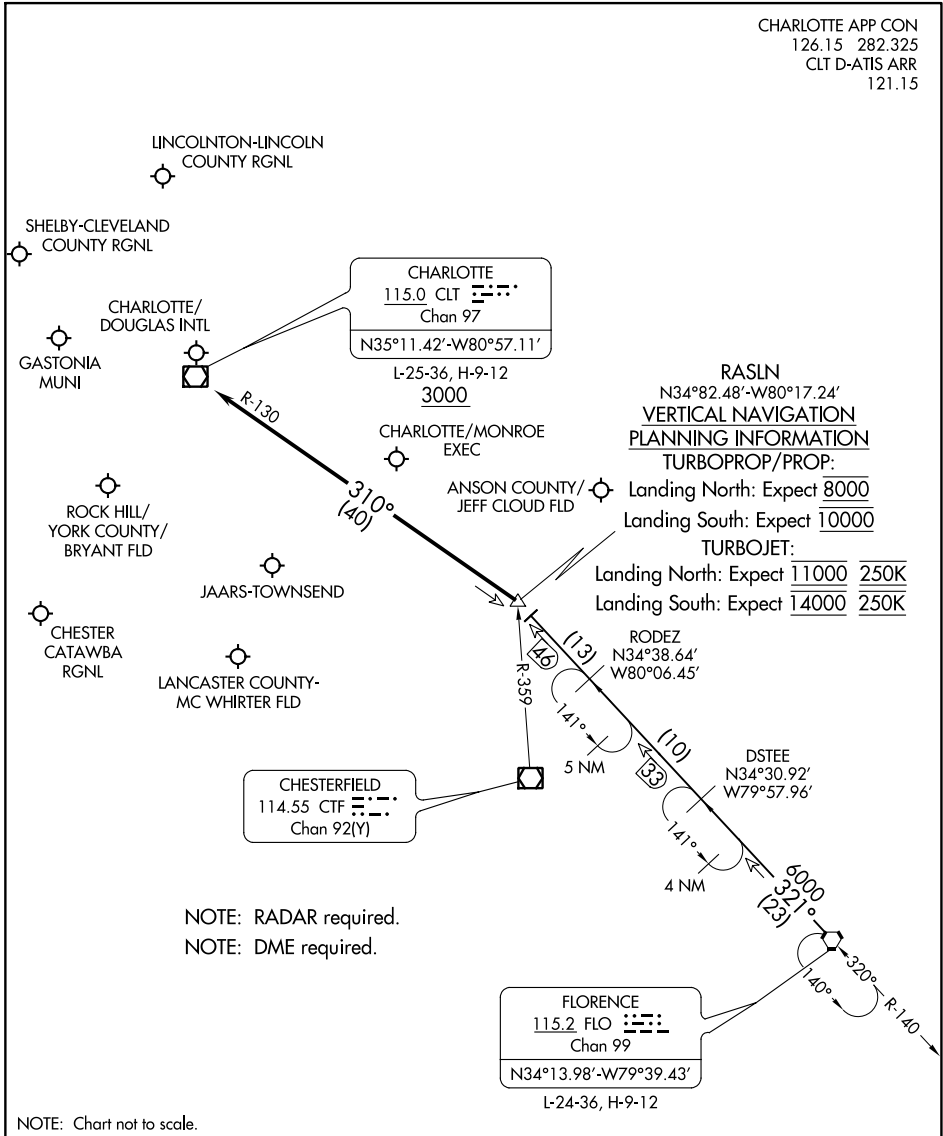 CHARLOTTE APP CON
126.15 282.325
CLT D-ATIS ARR
121.15
LINCOLNTON-LINCOLN
COUNTY RGNL
SHELBY-CLEVELAND
COUNTY RGNL
CHARLOTTE/
DOUGLAS INTL
GASTONIA
MUNI
CHARLOTTE
115.0 CLT
Chan 97
N35°11.42'-W80°57.11'
L-25-36, H-9-12
3000
R-130
310°
(40)
CHARLOTTE/MONROE
EXEC
ANSON COUNTY/
JEFF CLOUD FLD
RASLN
N34°82.48'-W80°17.24'
VERTICAL NAVIGATION
PLANNING INFORMATION
TURBOPROP/PROP:
Landing North: Expect 8000
Landing South: Expect 10000
TURBOJET:
Landing North: Expect 11000 250K
Landing South: Expect 14000 250K
ROCK HILL/
YORK COUNTY/
BRYANT FLD
JAARS-TOWNSEND
CHESTER
CATAWBA
RGNL
LANCASTER COUNTY-
MC WHIRTER FLD
R-359
46
(13)
RODEZ
N34°38.64'
W80°06.45'
141°
5 NM
33
(10)
DSTEE
N34°30.92'
W79°57.96'
141°
4 NM
CHESTERFIELD
114.55 CTF
Chan 92(Y)
6000
321°
(23)
NOTE: RADAR required.
NOTE: DME required.
140°
320°
R-140
FLORENCE
115.2 FLO
Chan 99
N34°13.98'-W79°39.43'
L-24-36, H-9-12
NOTE: Chart not to scale.